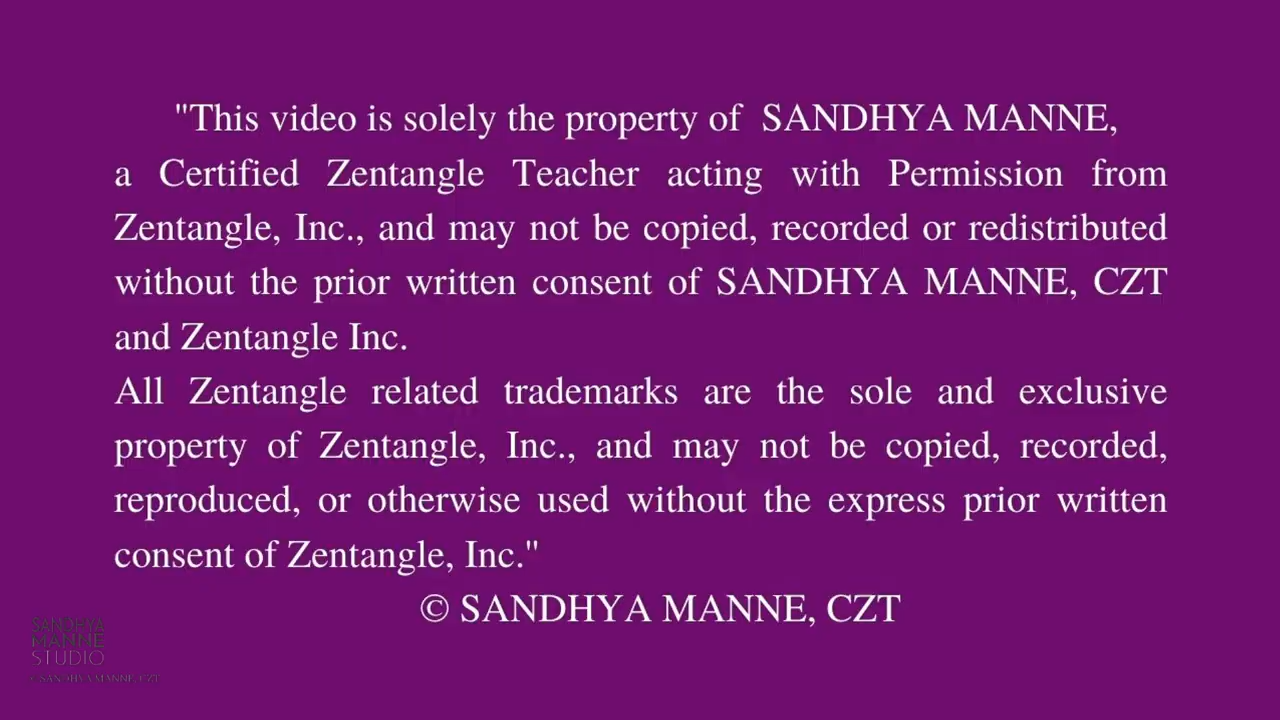 "This video is solely the property of SANDHYA MANNE,
a Certified Zentangle Teacher acting with Permission from
Zentangle, Inc., and may not be copied, recorded or redistributed
without the prior written consent of SANDHYA MANNE, CZT
and Zentangle Inc.
All Zentangle related trademarks are the sole and exclusive
property of Zentangle, Inc., and may not be copied, recorded,
reproduced, or otherwise used without the express prior written
consent of Zentangle, Inc."
© SANDHYA MANNE, CZT
SANDHYA
MANNE
STUDIO
© SANDHYA MANNE, CZT